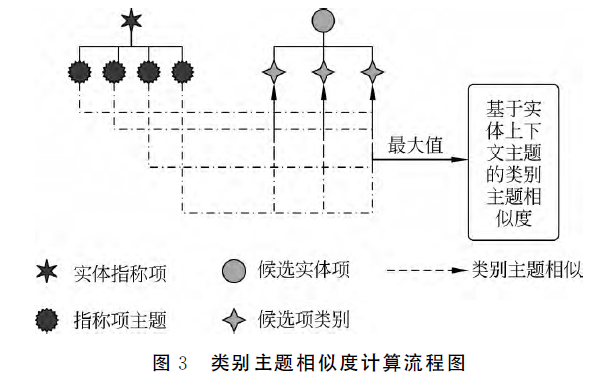 最大值
基于实
体上下
文主题
的类别
主题相
似度
实体指称项
候选实体项
类别主题相似
指称项主题
候选项类别
图 3 类别主题相似度计算流程图